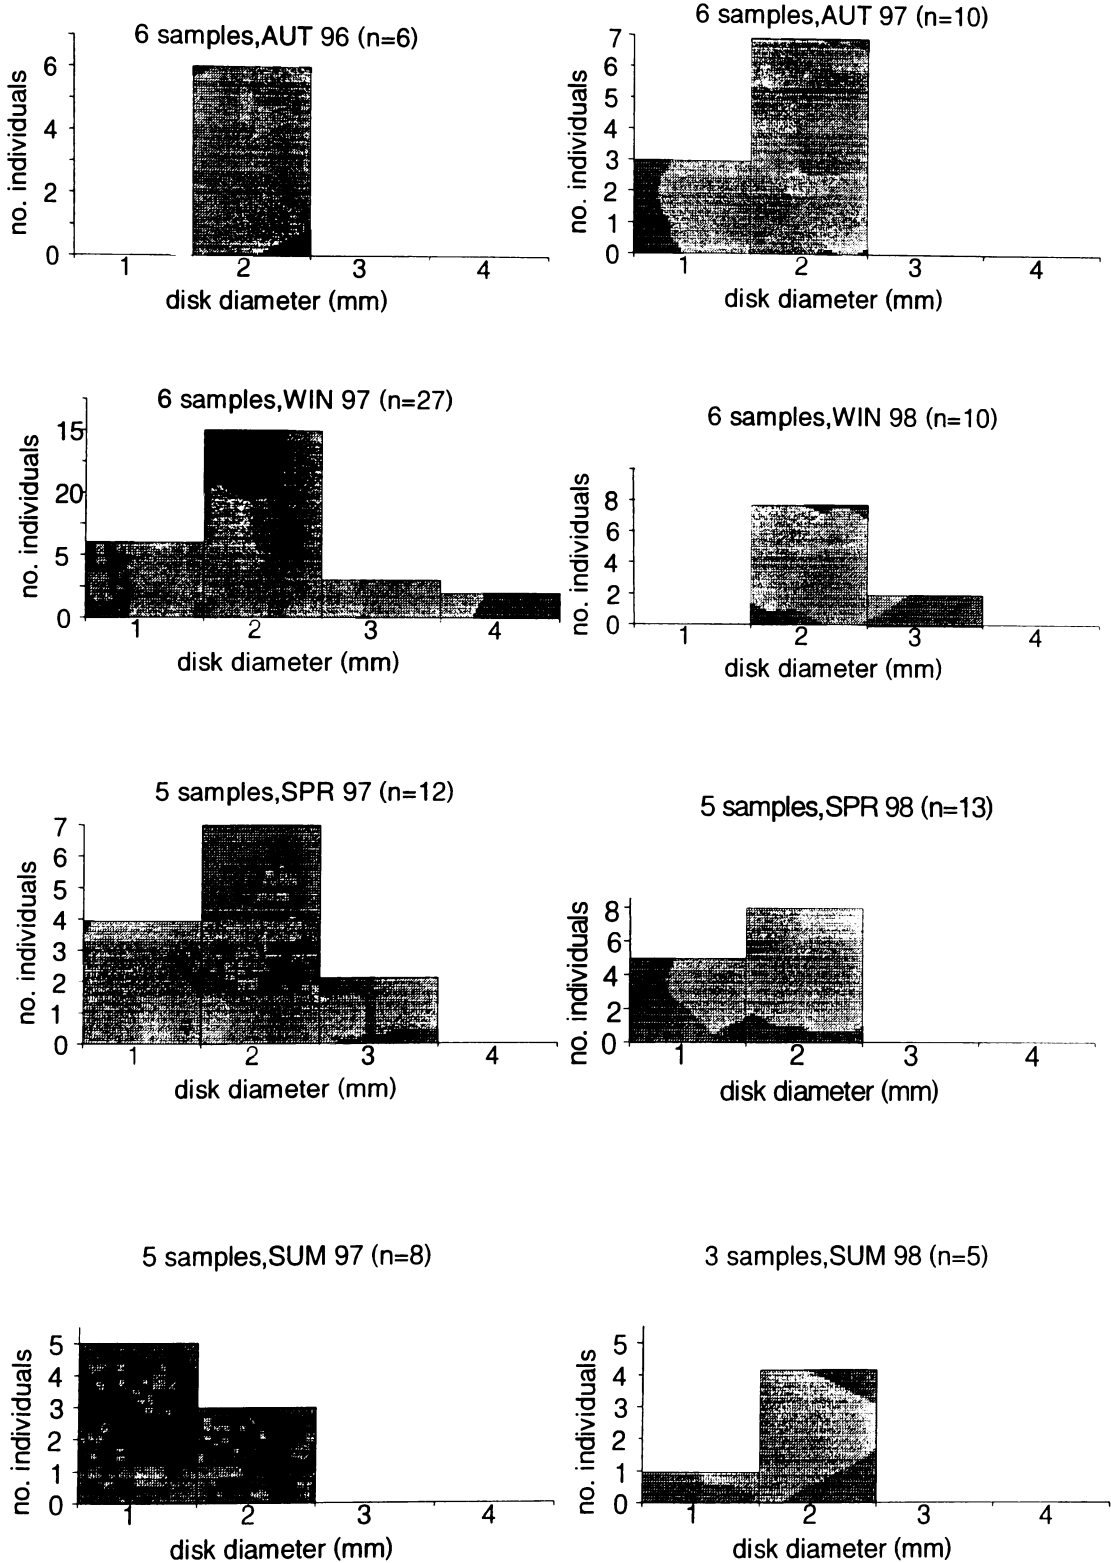 6 samples,AUT 96 (n=6)
no. individuals
6
4
2
0
1 2 3 4
disk diameter (mm)
6 samples,AUT 97 (n=10)
no. individuals
7
6
5
4
3
2
1
0
1 2 3 4
disk diameter (mm)
6 samples,WIN 97 (n=27)
no. individuals
15
20
5
0
1 2 3 4
disk diameter (mm)
6 samples,WIN 98 (n=10)
no. individuals
8
6
4
2
0
1 2 3 4
disk diameter (mm)
5 samples,SPR 97 (n=12)
no. individuals
7
6
5
4
3
2
1
0
1 2 3 4
disk diameter (mm)
5 samples,SPR 98 (n=13)
no. individuals
8
6
4
2
0
1 2 3 4
disk diameter (mm)
5 samples,SUM 97 (n=8)
no. individuals
5
4
3
2
1
0
1 2 3 4
disk diameter (mm)
3 samples,SUM 98 (n=5)
no. individuals
5
4
3
2
1
0
1 2 3 4
disk diameter (mm)